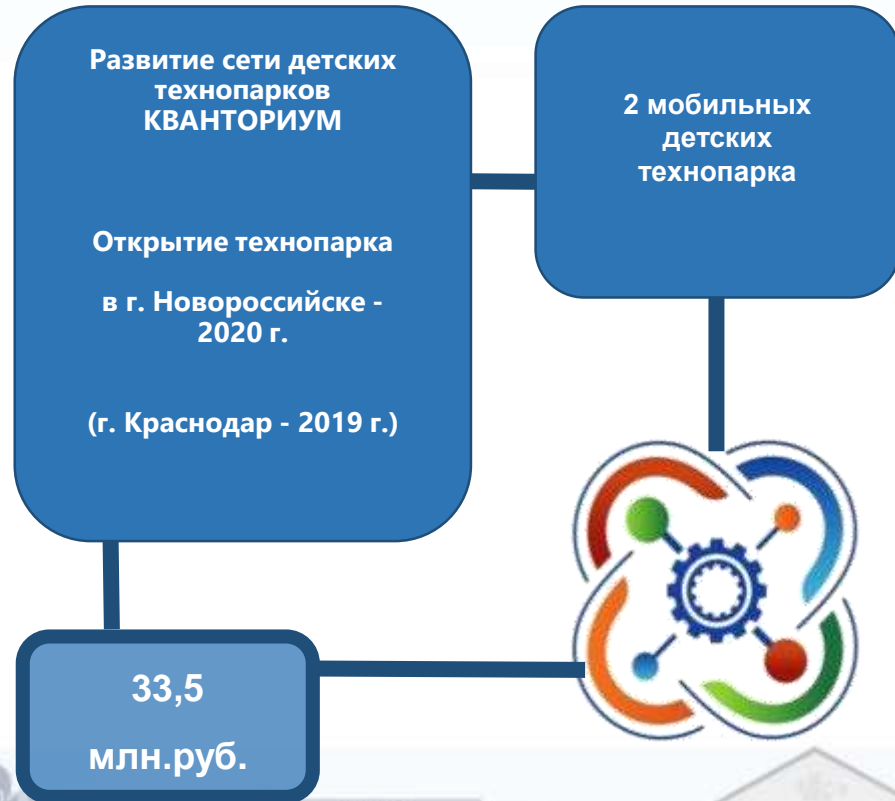 Развитие сети детских
технопарков
КВАНТОРИУМ
Открытие технопарка
в г. Новороссийске -
2020 г.
(г. Краснодар - 2019 г.)
2 мобильных
детских
технопарка
33,5
млн.руб.